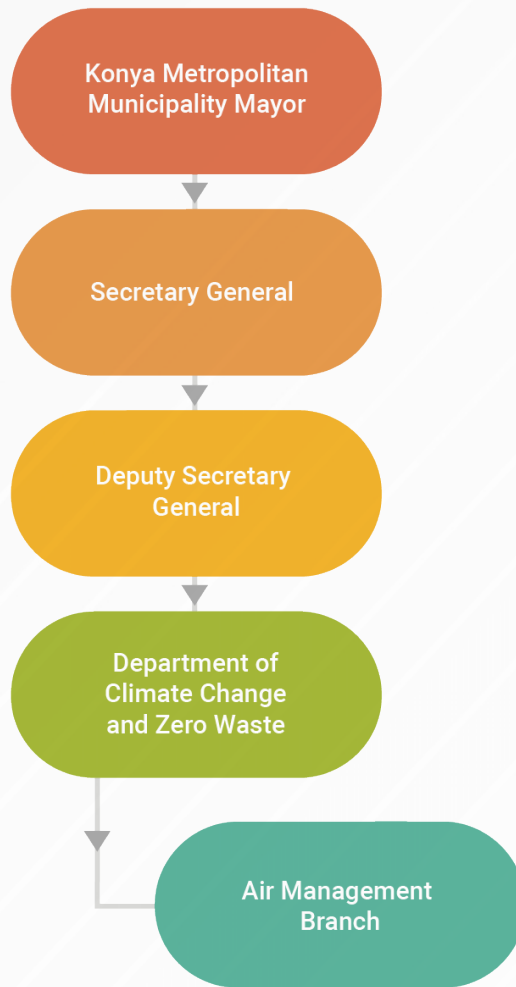 Konya Metropolitan
Municipality Mayor
Secretary General
Deputy Secretary
General
Department of
Climate Change
and Zero Waste
Air Management
Branch